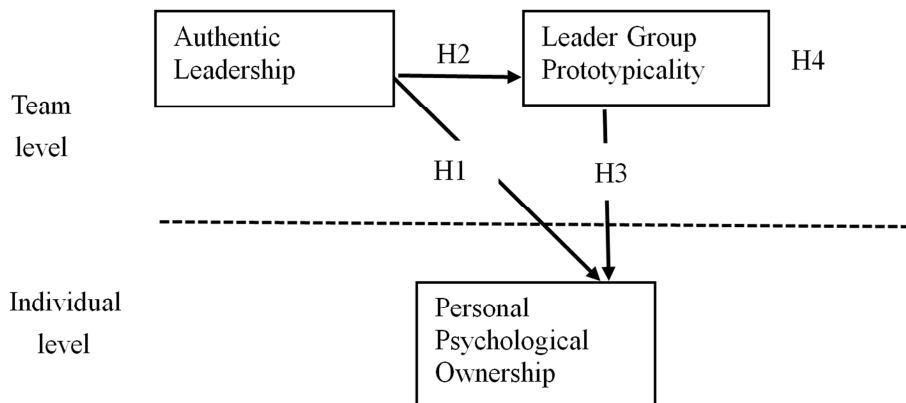 Authentic
Leadership
H2
Leader Group
Prototypicality
H4
Team
level
H1
H3
Individual
level
Personal
Psychological
Ownership